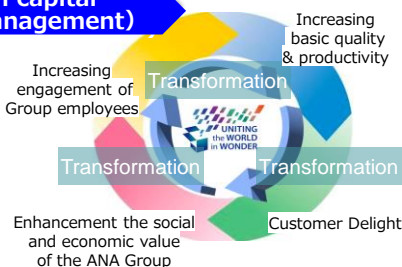 capital
anagement)
Increasing
basic quality
& productivity
Increasing
engagement of
Group employees
Transformation
UNITING
the WORLD
in WONDER
Transformation
Transformation
Enhancement the social
and economic value
of the ANA Group
Customer Delight